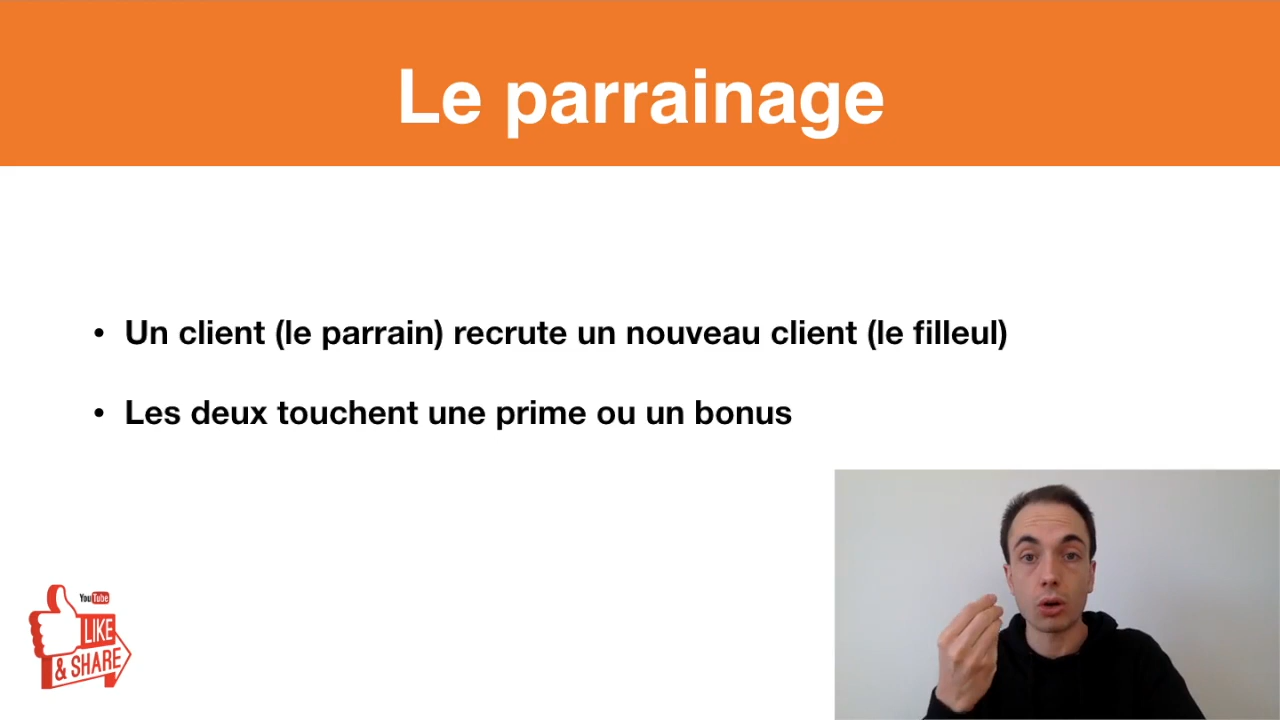 Le parrainage
• Un client (le parrain) recrute un nouveau client (le filleul)
• Les deux touchent une prime ou un bonus
YouTube
LIKE
& SHARE